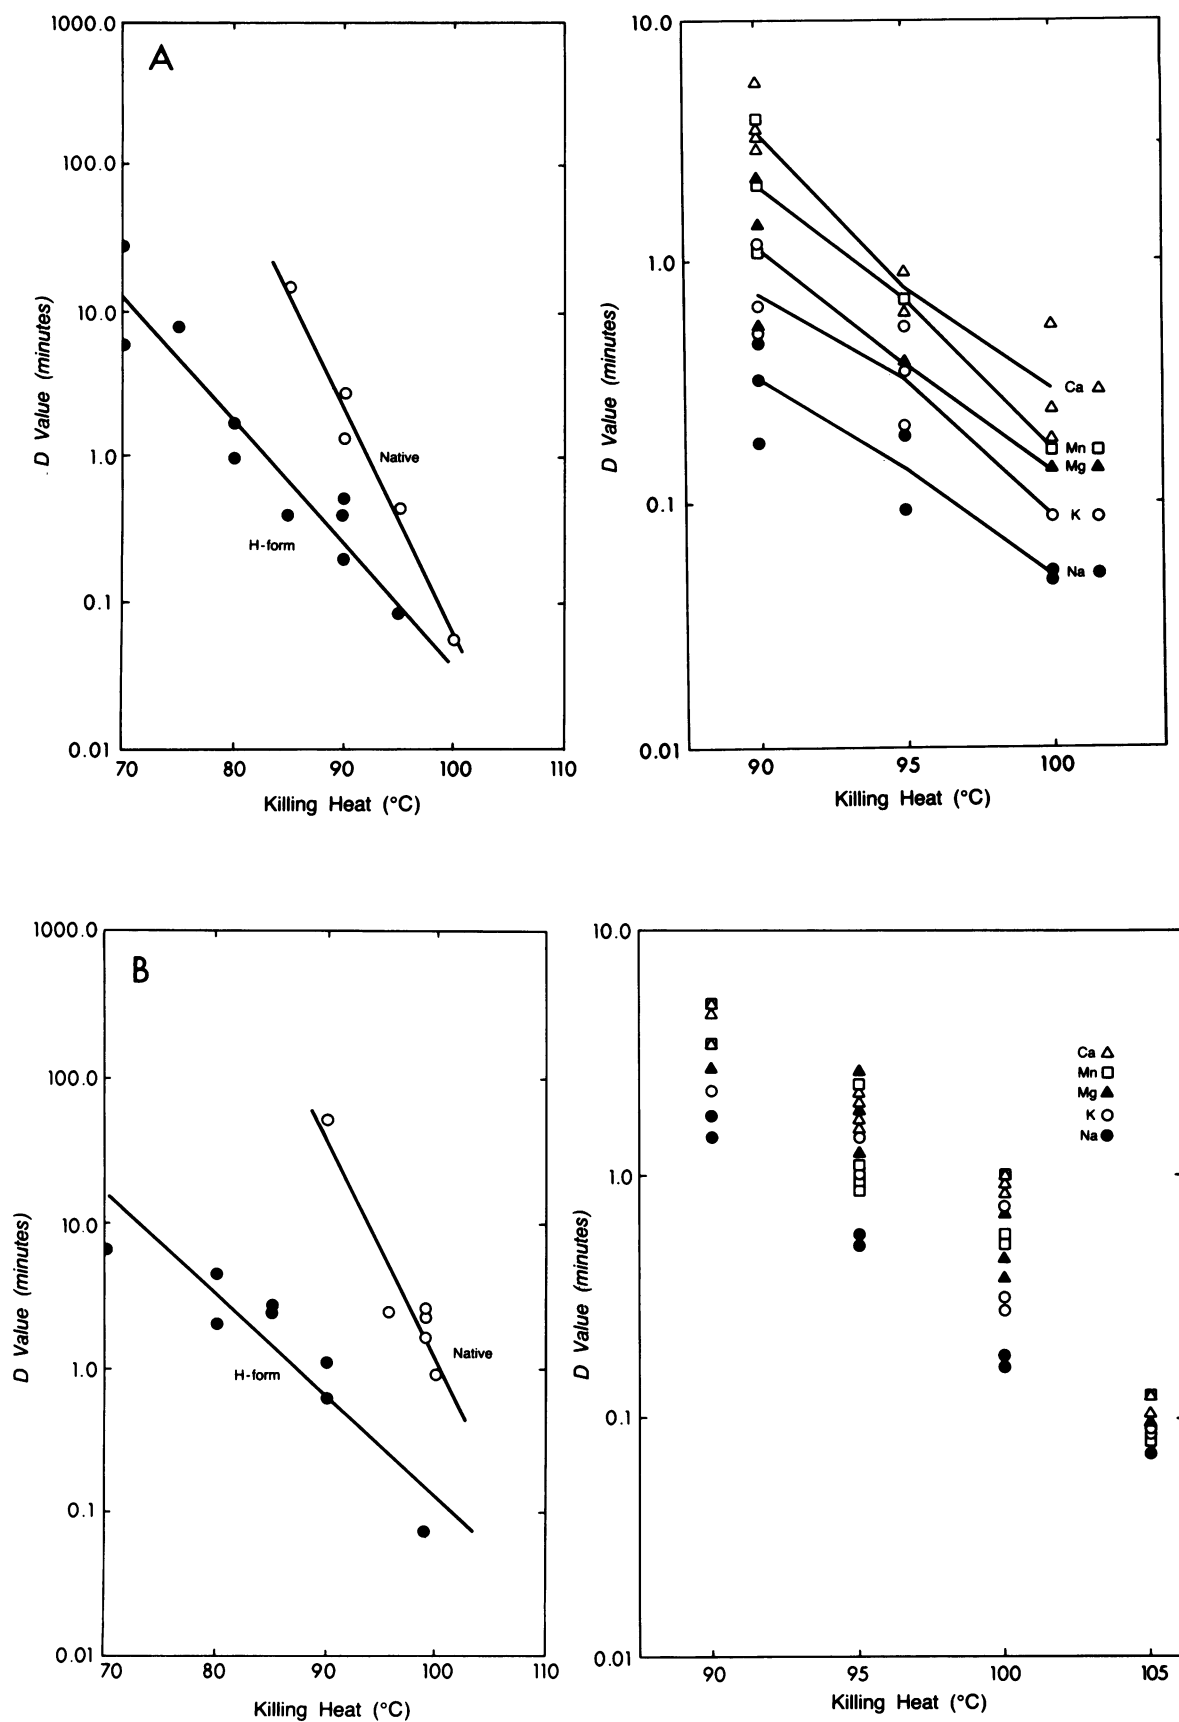 A
1000.0
100.0
10.0
1.0
0.1
0.01
D Value (minutes)
Native
H-form
70 80 90 100 110
Killing Heat (°C)
10.0
1.0
0.1
0.01
D Value (minutes)
Ca
Mn
Mg
K
Na
90 95 100
Killing Heat (°C)
B
1000.0
100.0
10.0
1.0
0.1
0.01
D Value (minutes)
Native
H-form
70 80 90 100 110
Killing Heat (°C)
10.0
1.0
0.1
0.01
D Value (minutes)
Ca
Mn
Mg
K
Na
90 95 100 105
Killing Heat (°C)